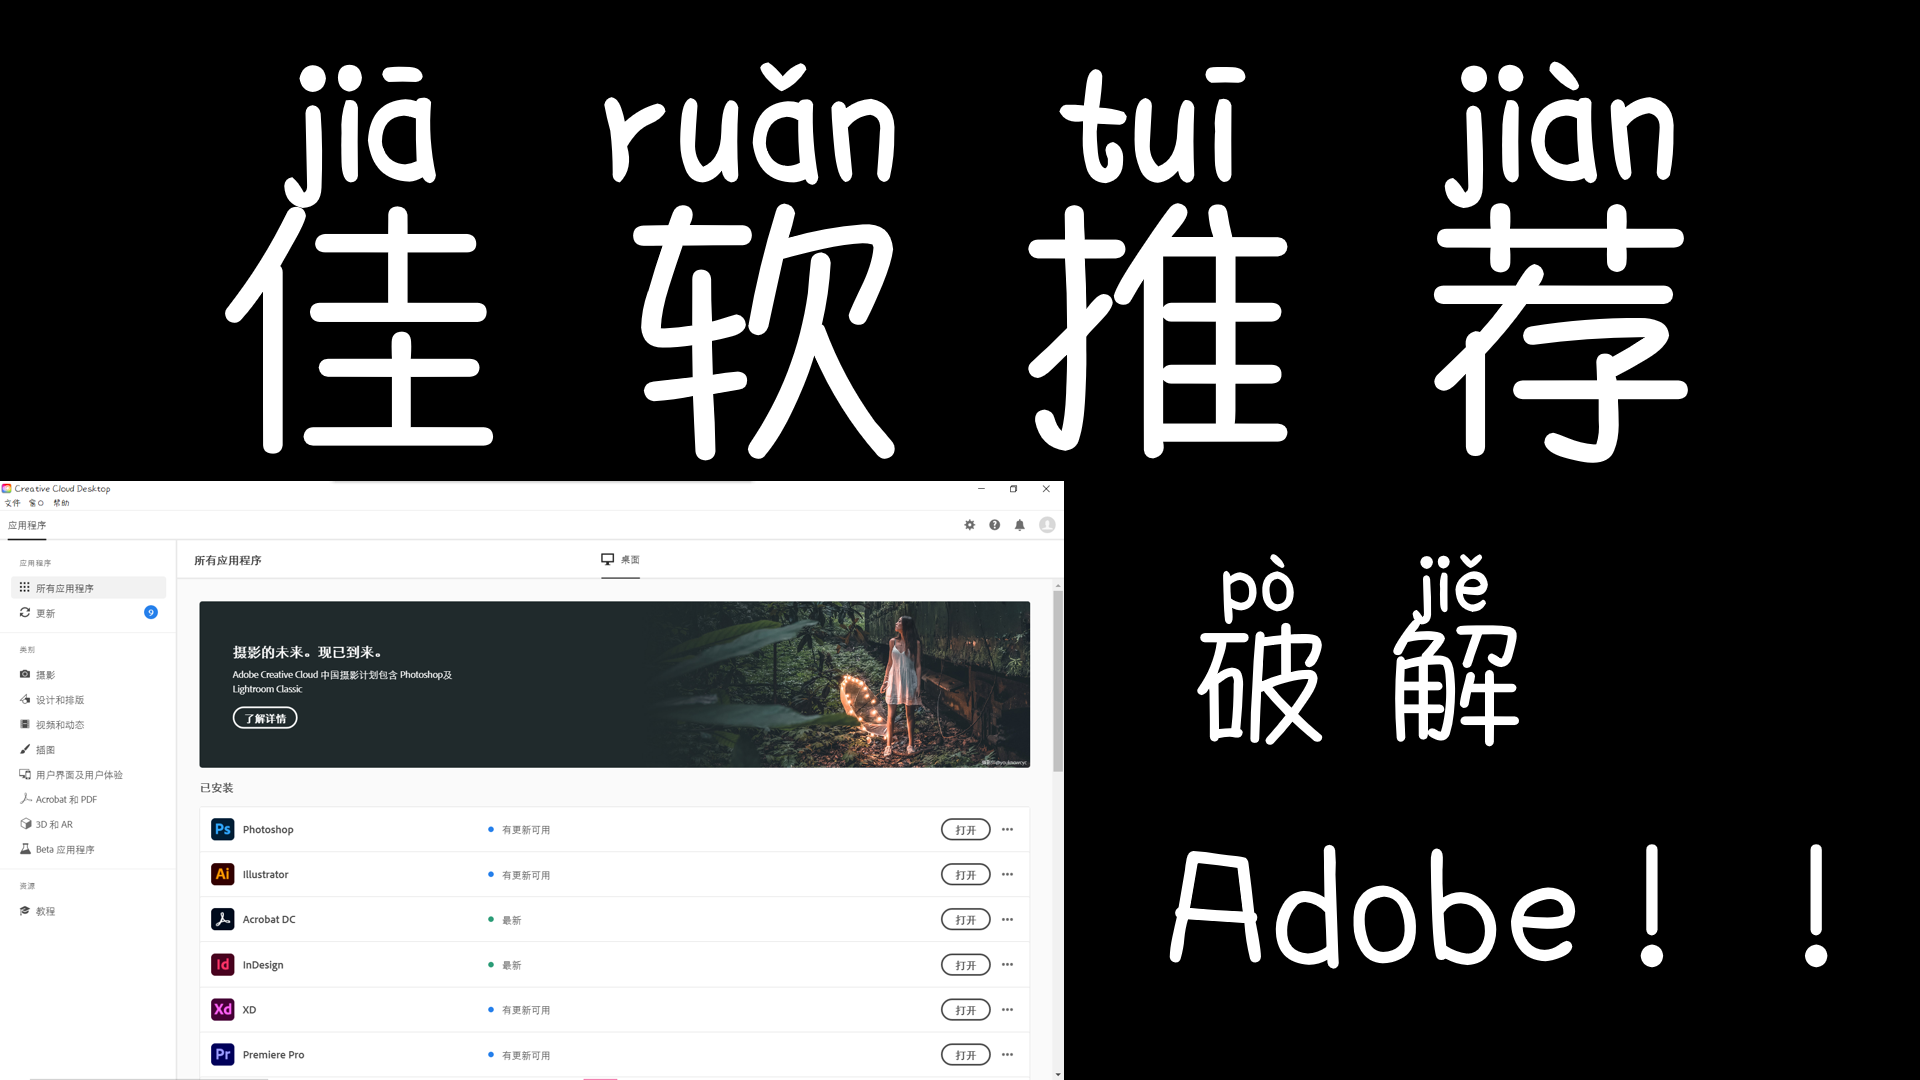 jiā ruǎn tuī jiàn
佳软推荐
Creative Cloud Desktop
文件 窗口 帮助
应用程序
应用程序
所有应用程序
更新 9
类别
摄影
设计和排版
视频和动态
插图
用户界面及用户体验
Acrobat 和 PDF
3D 和 AR
Beta 应用程序
资源
教程
所有应用程序 桌面
摄影的未来。现已到来。
Adobe Creative Cloud 中国摄影计划包含 Photoshop及
Lightroom Classic
了解详情
已安装
Ps Photoshop 有更新可用 打开
Ai Illustrator 有更新可用 打开
Acrobat DC 最新 打开
Id InDesign 最新 打开
Xd XD 有更新可用 打开
Pr Premiere Pro 有更新可用 打开
pò jiě
破解
Adobe！！